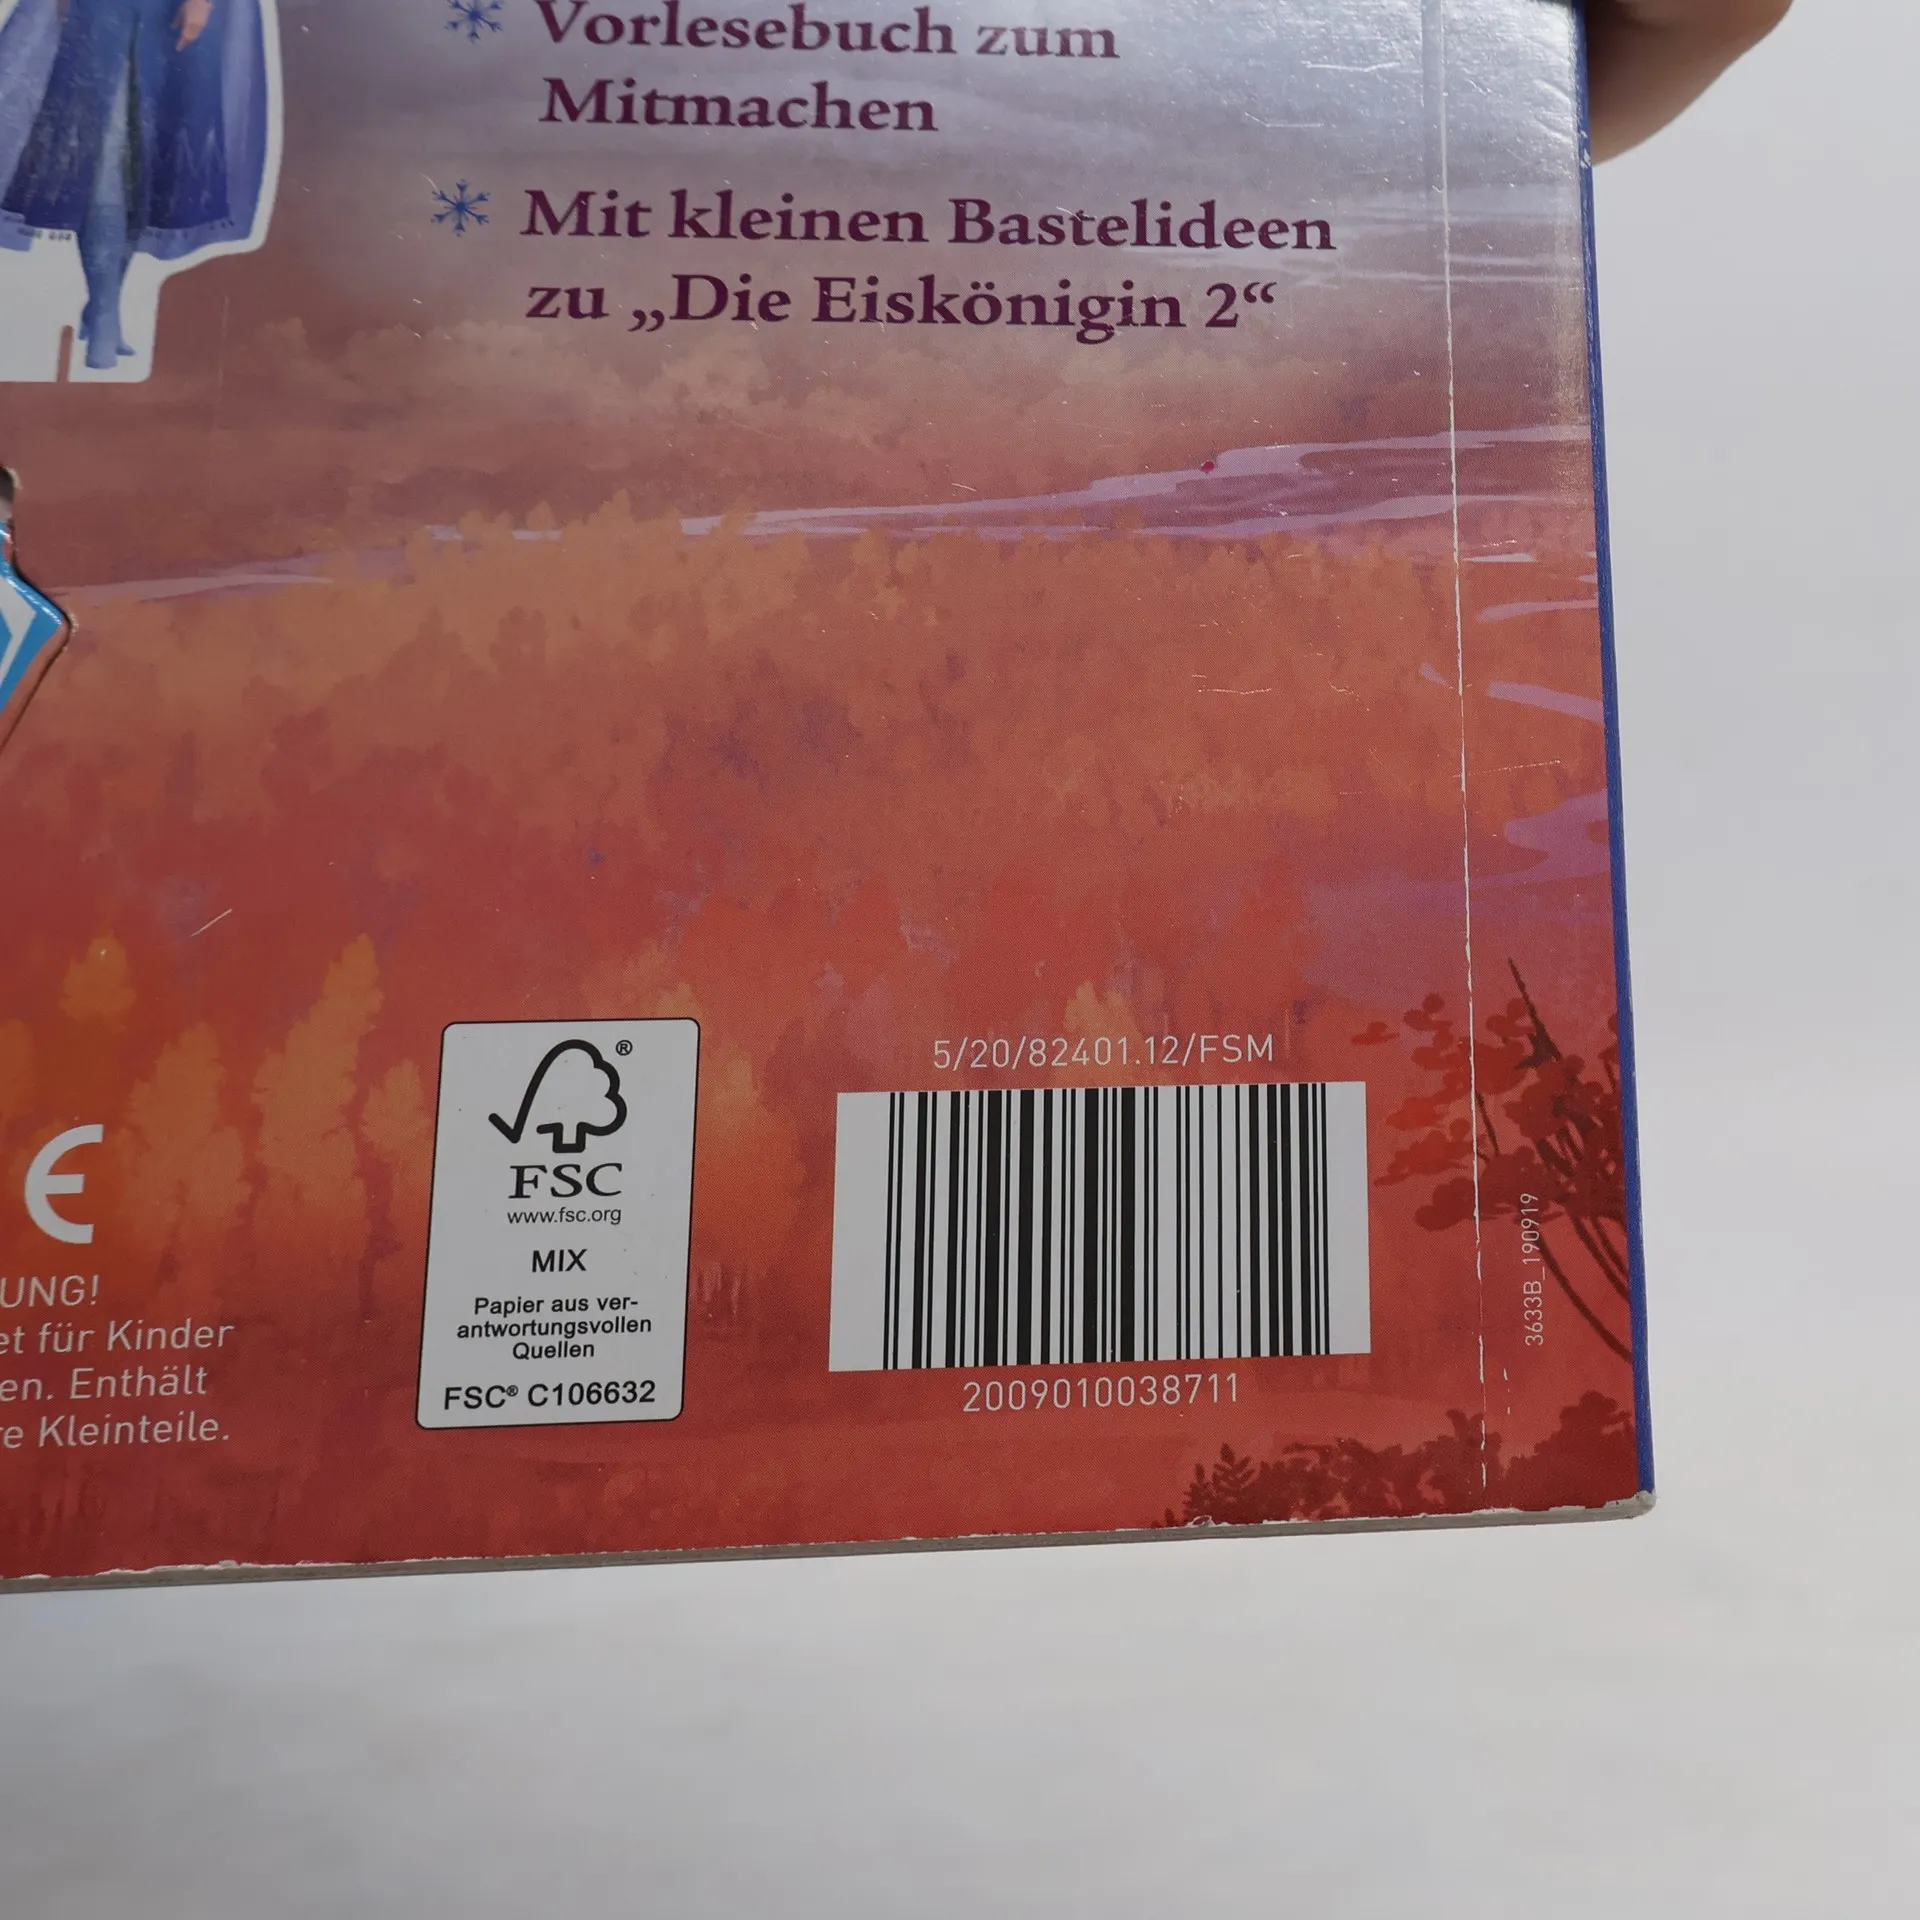 Vorlesebuch zum
Mitmachen
Mit kleinen Bastelideen
zu „Die Eiskönigin 2“
5/20/82401.12/FSM
2009010038711
3633B_190919
®
FSC
www.fsc.org
MIX
Papier aus ver-
antwortungsvollen
Quellen
FSC® C106632
UNG!
et für Kinder
en. Enthält
e Kleinteile.